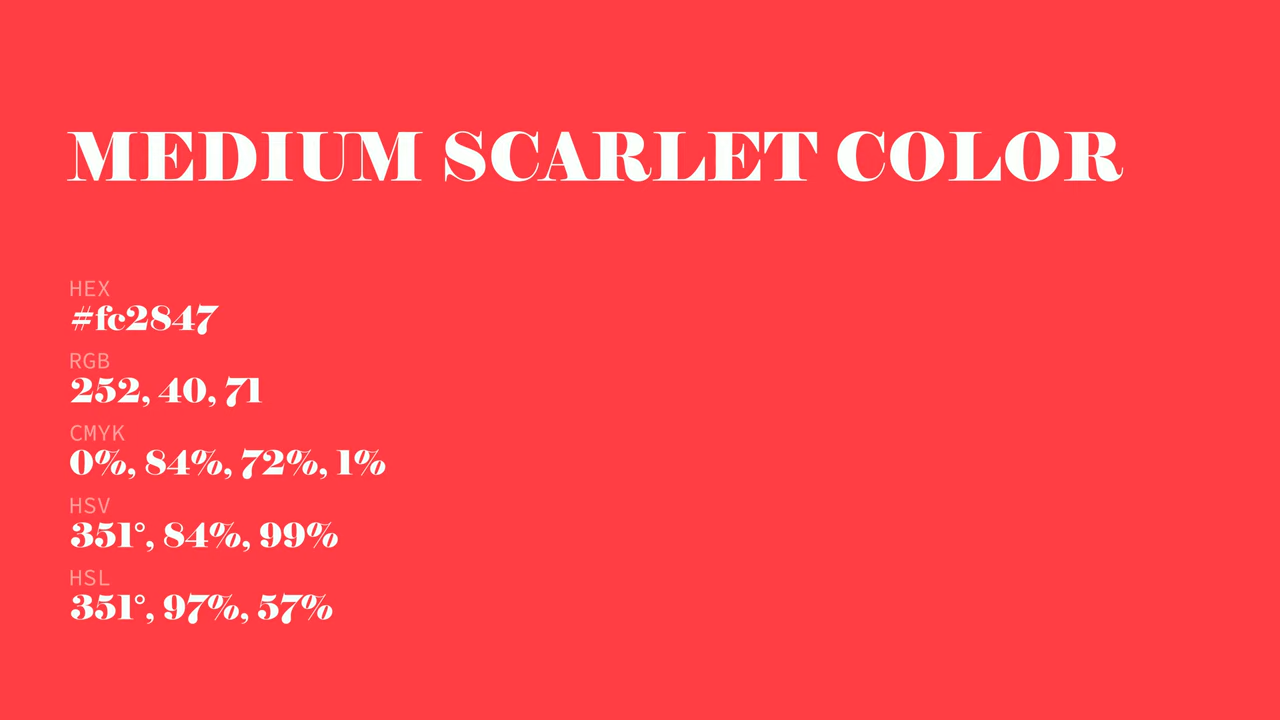 MEDIUM SCARLET COLOR
HEX
#fc2847
RGB
252, 40, 71
CMYK
0%, 84%, 72%, 1%
HSV
351°, 84%, 99%
HSL
351°, 97%, 57%